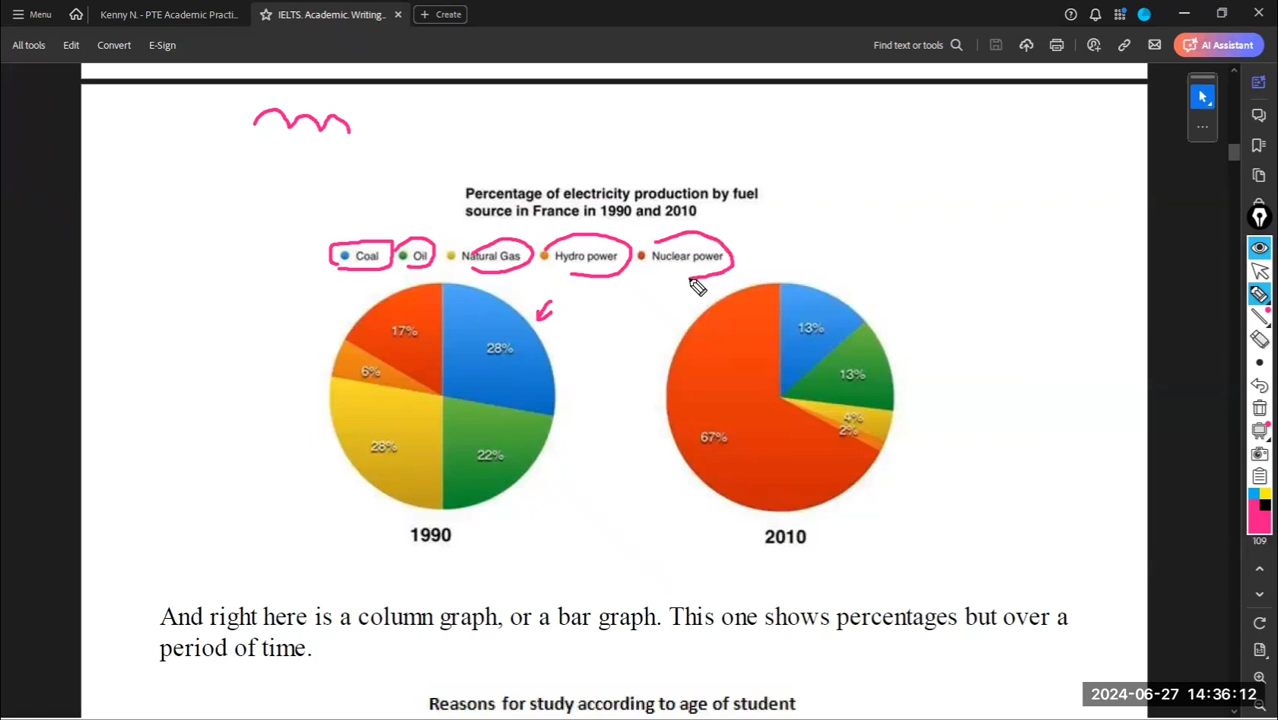 Menu
Kenny N. - PTE Academic Practi...
IELTS. Academic. Writing...
Create
All tools
Edit
Convert
E-Sign
Find text or tools
AI Assistant
Percentage of electricity production by fuel
source in France in 1990 and 2010
Coal
Oil
Natural Gas
Hydro power
Nuclear power
17%
28%
6%
28%
22%
1990
13%
13%
4%
2%
67%
2010
And right here is a column graph, or a bar graph. This one shows percentages but over a
period of time.
Reasons for study according to age of student
109
2024-06-27 14:36:12